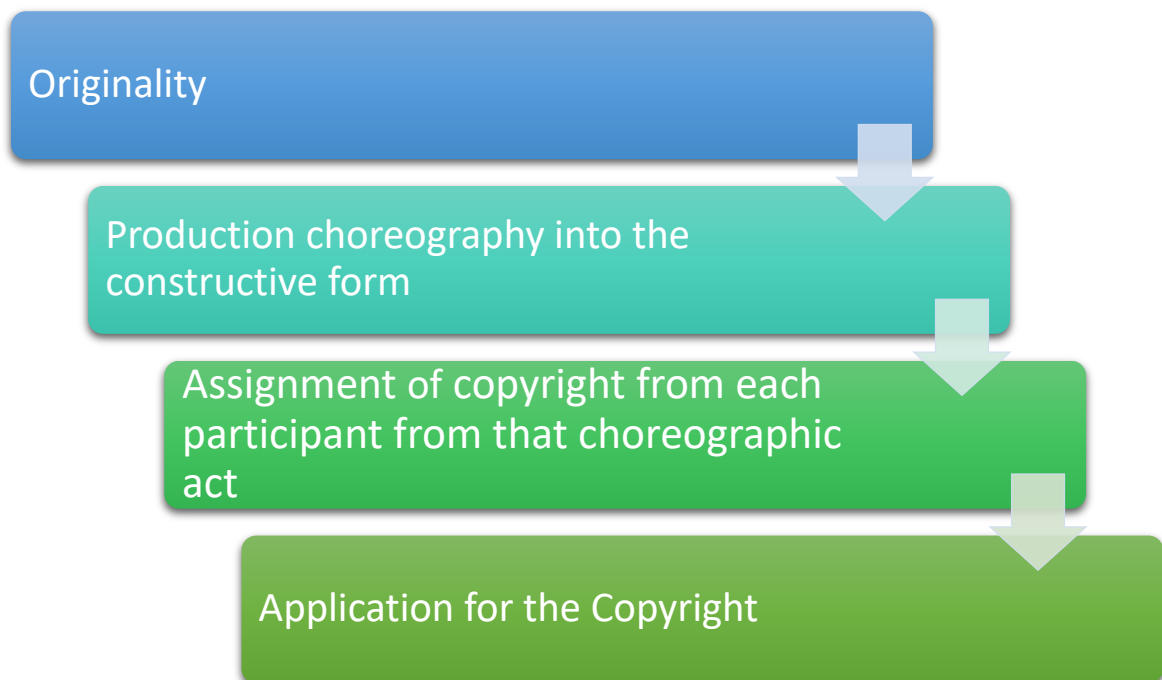 Originality
Production choreography into the
constructive form
Assignment of copyright from each
participant from that choreographic
act
Application for the Copyright